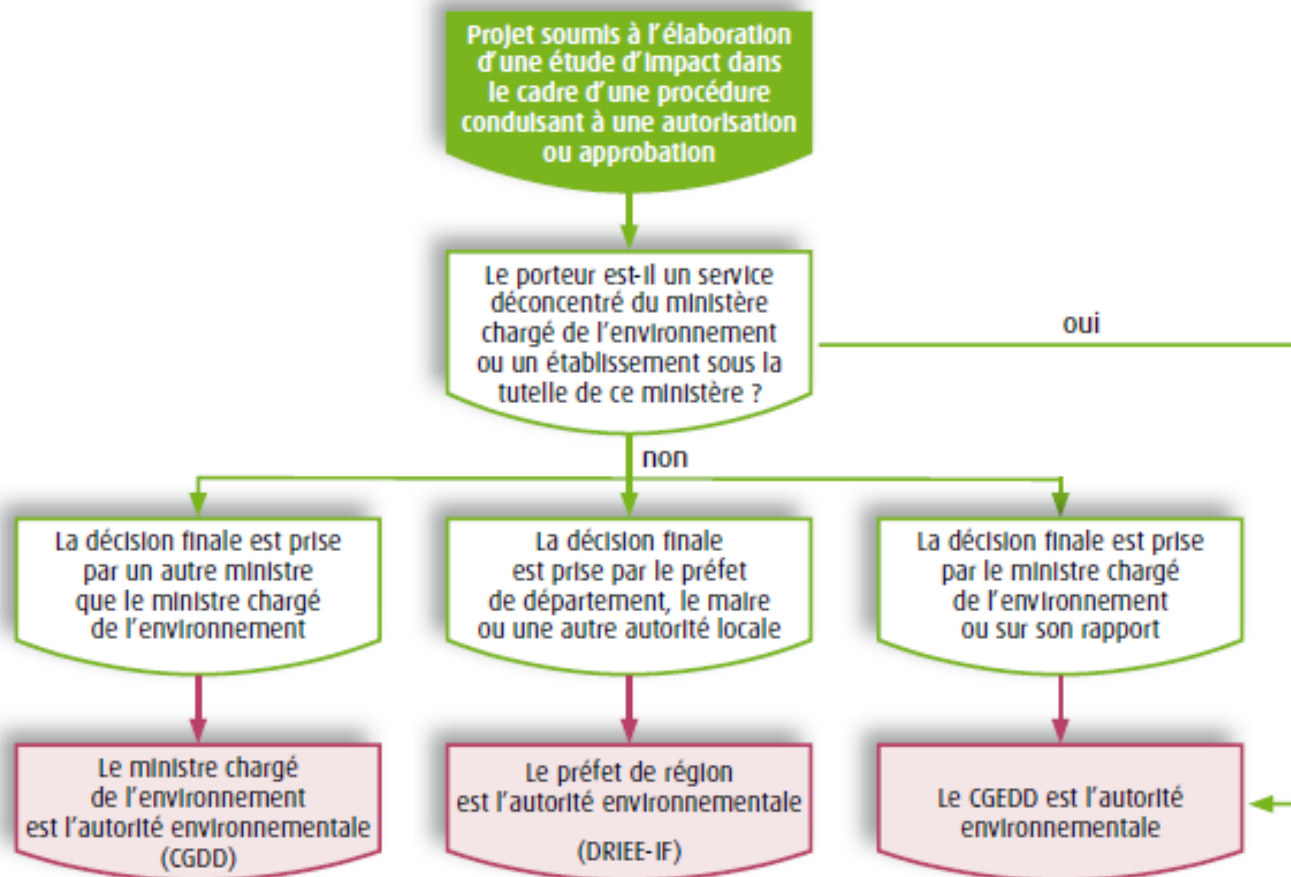 Projet soumis à l'élaboration
d'une étude d'impact dans
le cadre d'une procédure
conduisant à une autorisation
ou approbation
Le porteur est-il un service
déconcentré du ministère
chargé de l'environnement
ou un établissement sous la
tutelle de ce ministère ?
oui
non
La décision finale est prise
par un autre ministre
que le ministre chargé
de l'environnement
La décision finale
est prise par le préfet
de département, le maire
ou une autre autorité locale
La décision finale est prise
par le ministre chargé
de l'environnement
ou sur son rapport
Le ministre chargé
de l'environnement
est l'autorité environnementale
(CGDD)
Le préfet de région
est l'autorité environnementale
(DRIEE-IF)
Le CGEDD est l'autorité
environnementale